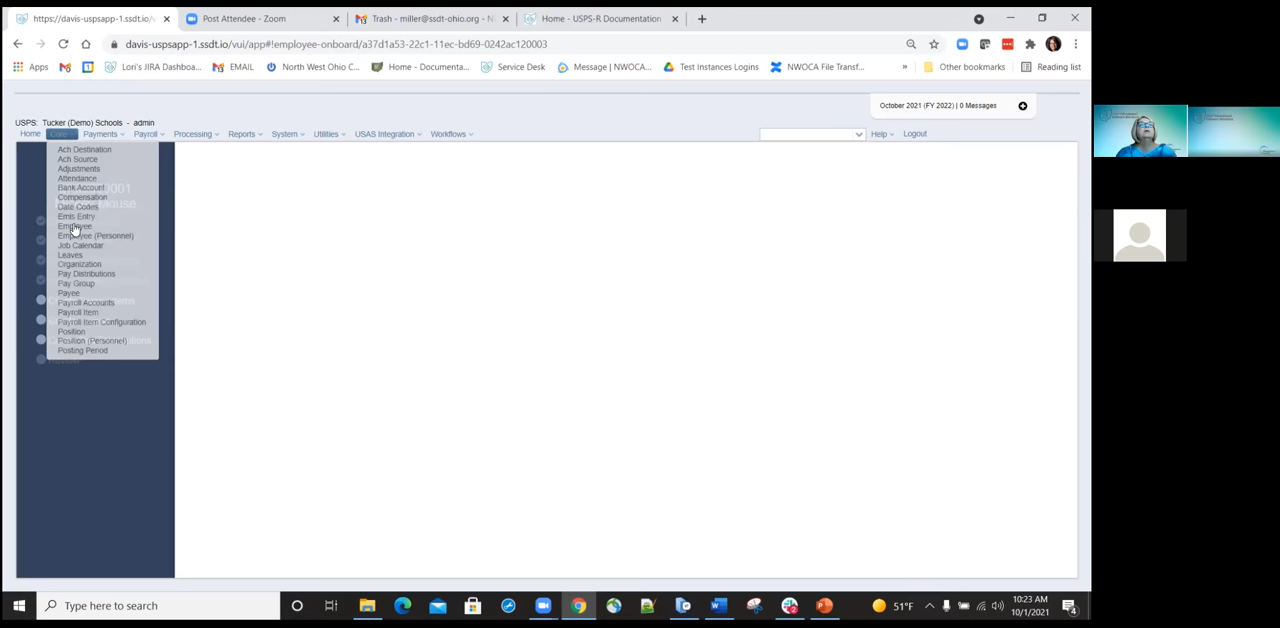 https://davis-uspsapp-1.ssdt.io/v
Post Attendee - Zoom
Trash - miller@ssdt-ohio.org - N
Home - USPS-R Documentation
davis-uspsapp-1.ssdt.io/vui/app#!employee-onboard/a37d1a53-22c1-11ec-bd69-0242ac120003
Apps
Lori's JIRA Dashboa...
EMAIL
North West Ohio C...
Home - Documenta...
Service Desk
Message | NWOCA...
Test Instances Logins
NWOCA File Transf...
»
Other bookmarks
Reading list
October 2021 (FY 2022) | 0 Messages
USPS: Tucker (Demo) Schools - admin
Home
Core
Payments
Payroll
Processing
Reports
System
Utilities
USAS Integration
Workflows
Help
Logout
Ach Destination
Ach Source
Adjustments
Attendance
Bank Account
Compensation
Date Codes
Emis Entry
Employee
Employee (Personnel)
Job Calendar
Leaves
Organization
Pay Distributions
Pay Group
Payee
Payroll Accounts
Payroll Item
Payroll Item Configuration
Position
Position (Personnel)
Posting Period
Type here to search
51°F
10:23 AM
10/1/2021
4